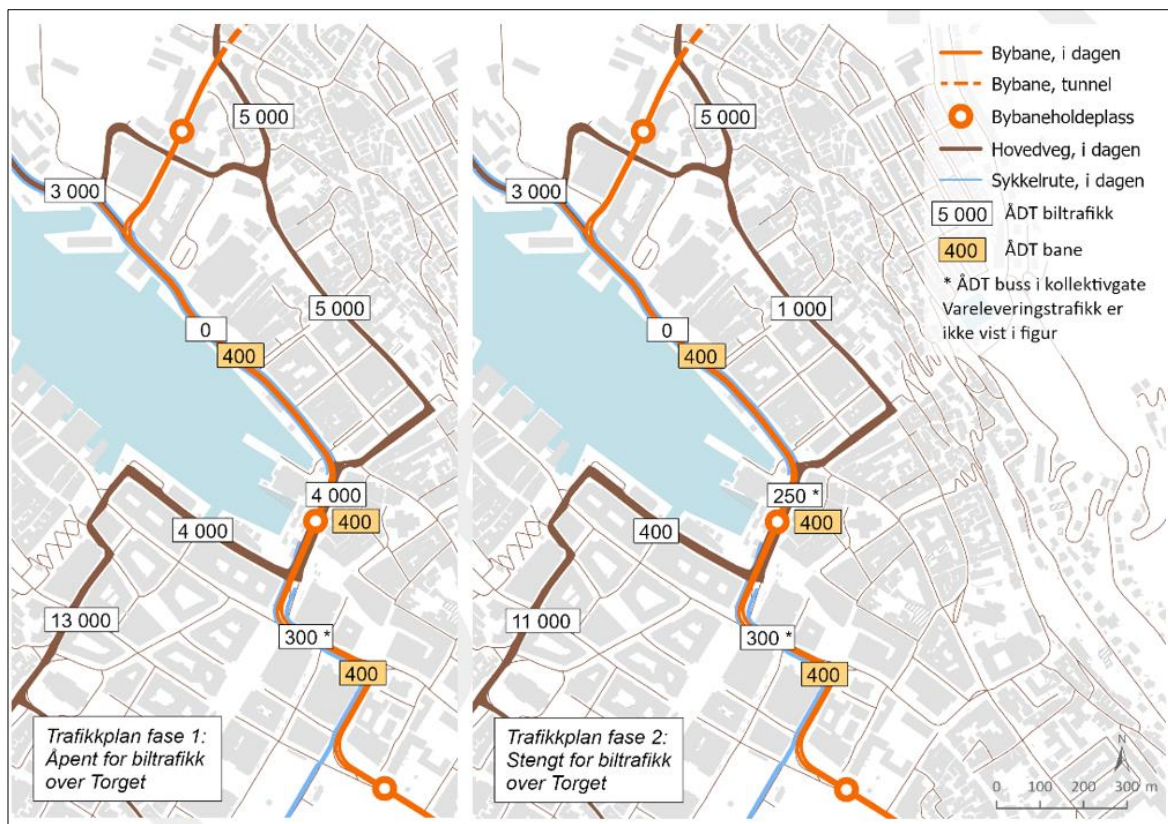 5 000
3 000
5 000
0
400
4 000
400
4 000
13 000
300 *
400
Trafikkplan fase 1:
Åpent for biltrafikk
over Torget
5 000
3 000
1 000
0
400
250 *
400
400
11 000
300 *
400
Trafikkplan fase 2:
Stengt for biltrafikk
over Torget
Bybane, i dagen
Bybane, tunnel
Bybaneholdeplass
Hovedveg, i dagen
Sykkelrute, i dagen
5 000 ÅDT biltrafikk
400 ÅDT bane
* ÅDT buss i kollektivgate
Vareleveringstrafikk er
ikke vist i figur
N
0 100 200 300 m